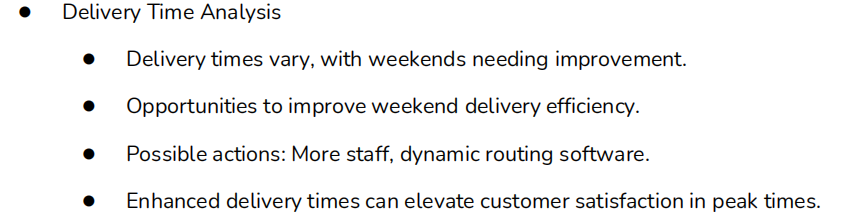 ● Delivery Time Analysis
● Delivery times vary, with weekends needing improvement.
● Opportunities to improve weekend delivery efficiency.
● Possible actions: More staff, dynamic routing software.
● Enhanced delivery times can elevate customer satisfaction in peak times.